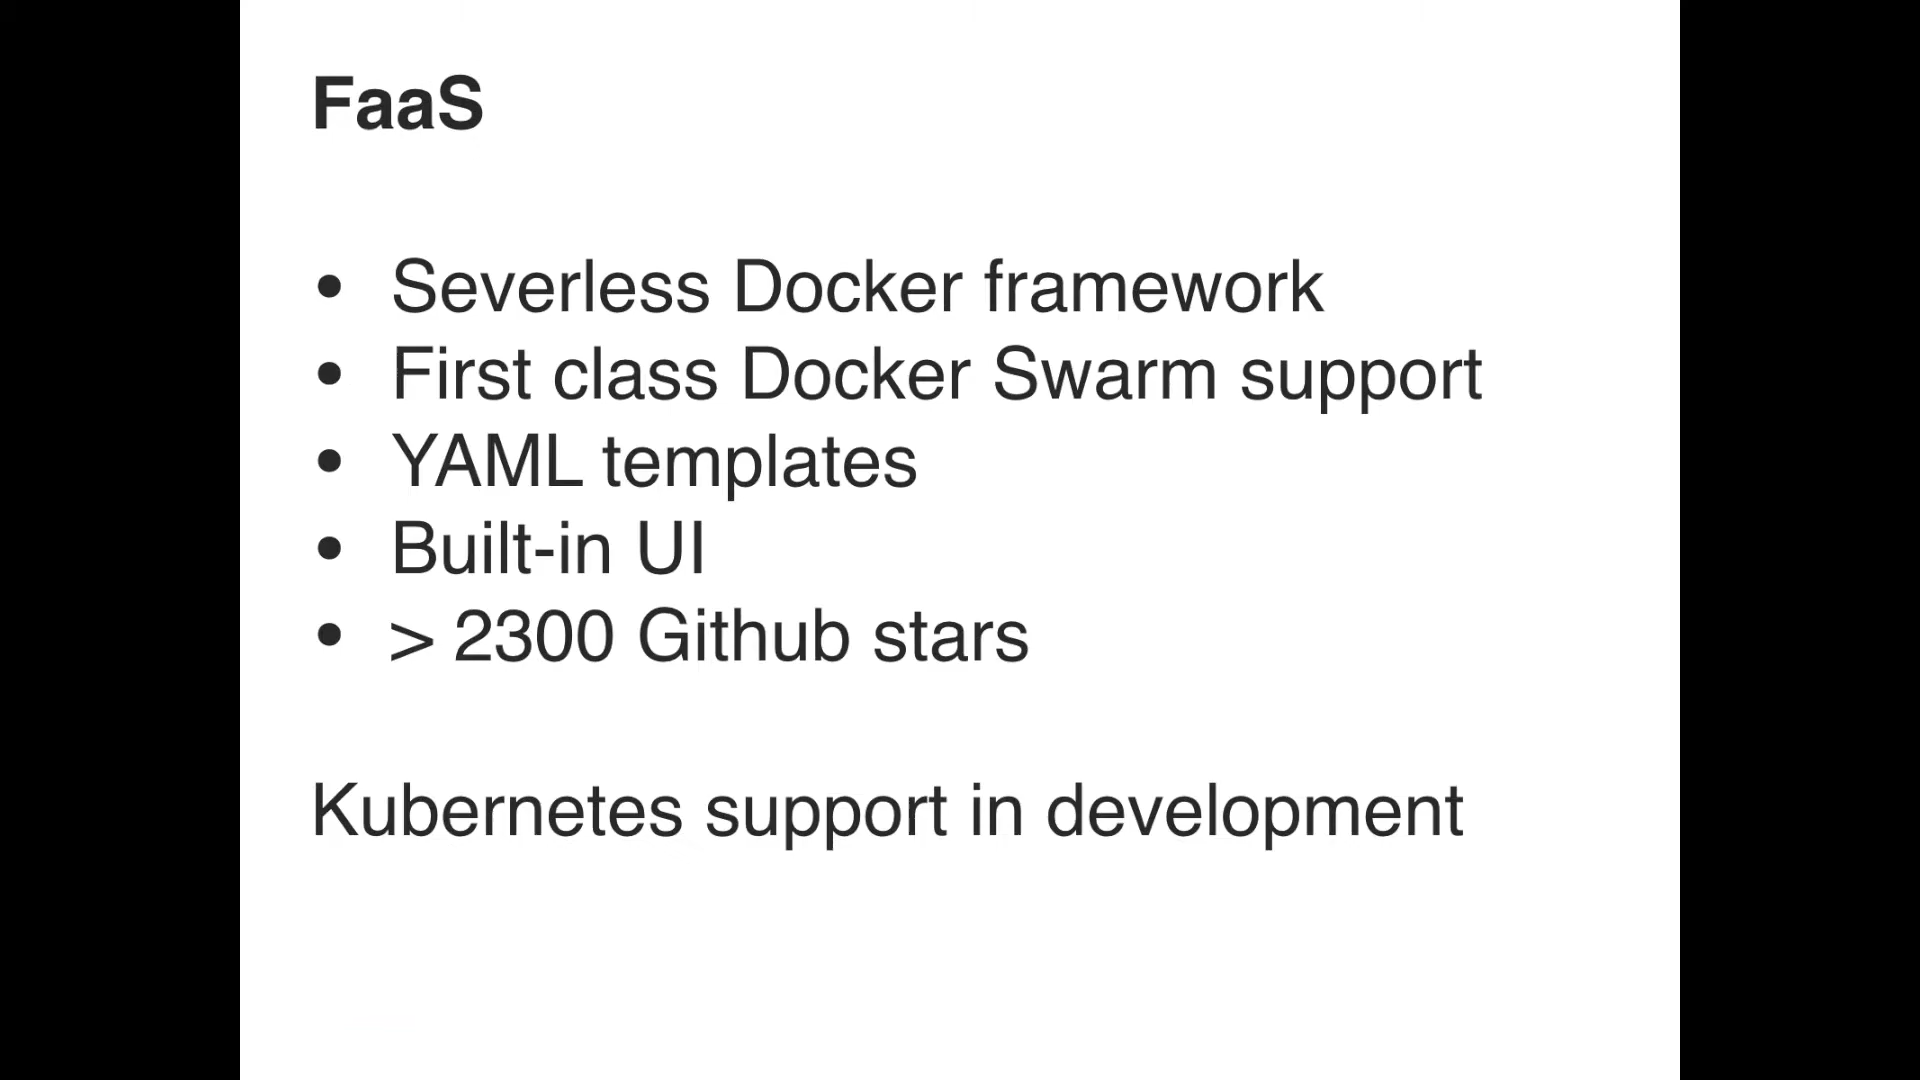 FaaS
• Severless Docker framework
• First class Docker Swarm support
• YAML templates
• Built-in UI
• > 2300 Github stars
Kubernetes support in development